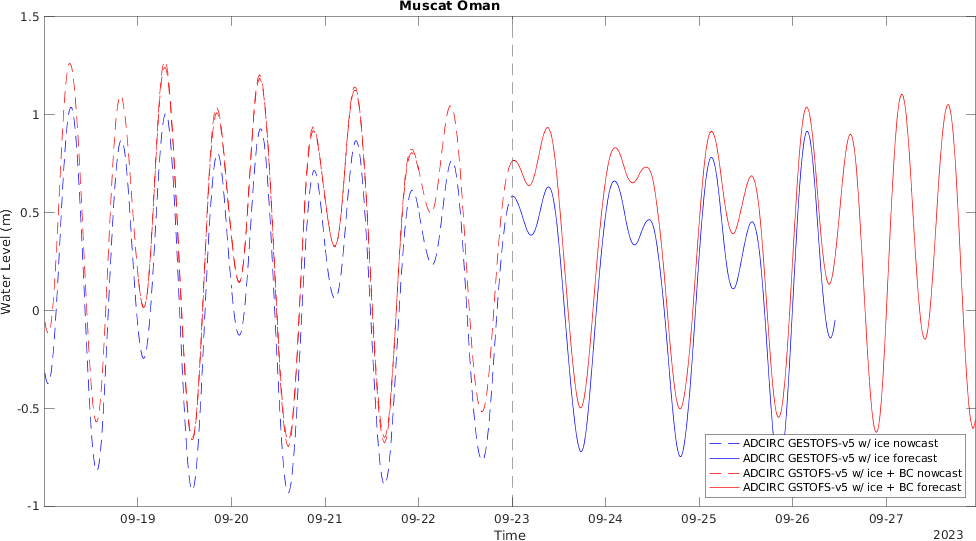 Muscat Oman
Water Level (m)
1.5
1
0.5
0
-0.5
-1
09-19 09-20 09-21 09-22 09-23 09-24 09-25 09-26 09-27
Time
2023
ADCIRC GESTOFS-v5 w/ ice nowcast
ADCIRC GESTOFS-v5 w/ ice forecast
ADCIRC GSTOFS-v5 w/ ice + BC nowcast
ADCIRC GSTOFS-v5 w/ ice + BC forecast